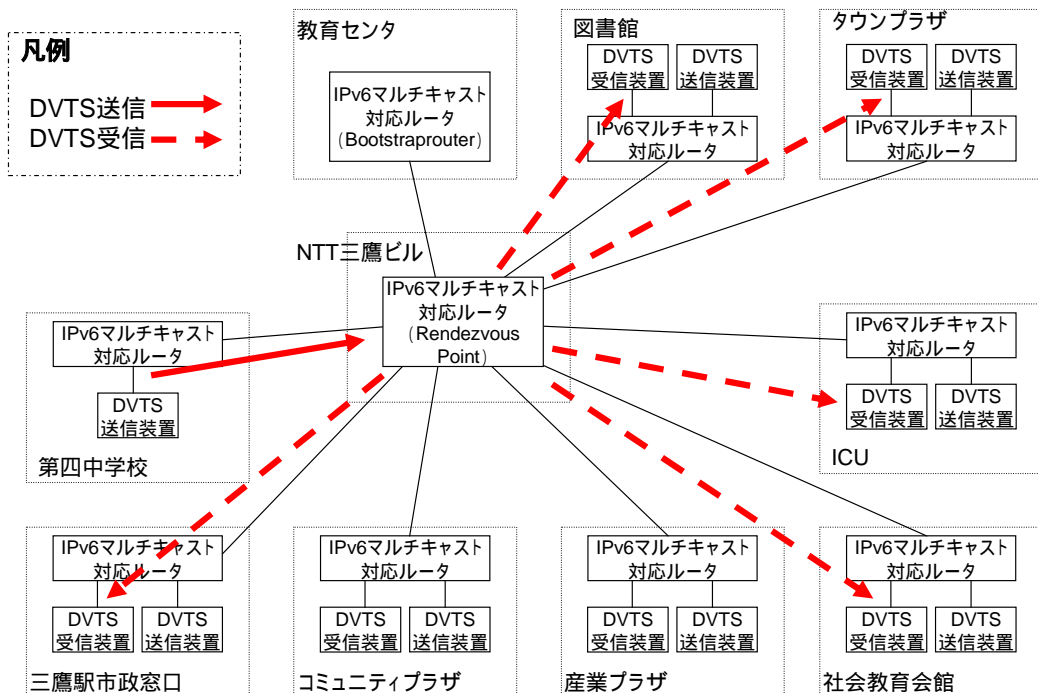 凡例
DVTS送信
DVTS受信
教育センタ
IPv6マルチキャスト
対応ルータ
(Bootstraprouter)
図書館
DVTS
受信装置
DVTS
送信装置
IPv6マルチキャスト
対応ルータ
タウンプラザ
DVTS
受信装置
DVTS
送信装置
IPv6マルチキャスト
対応ルータ
NTT三鷹ビル
IPv6マルチキャスト
対応ルータ
(Rendezvous
Point)
IPv6マルチキャスト
対応ルータ
DVTS
送信装置
第四中学校
IPv6マルチキャスト
対応ルータ
DVTS
受信装置
DVTS
送信装置
ICU
IPv6マルチキャスト
対応ルータ
DVTS
受信装置
DVTS
送信装置
三鷹駅市政窓口
IPv6マルチキャスト
対応ルータ
DVTS
受信装置
DVTS
送信装置
コミュニティプラザ
IPv6マルチキャスト
対応ルータ
DVTS
受信装置
DVTS
送信装置
産業プラザ
IPv6マルチキャスト
対応ルータ
DVTS
受信装置
DVTS
送信装置
社会教育会館